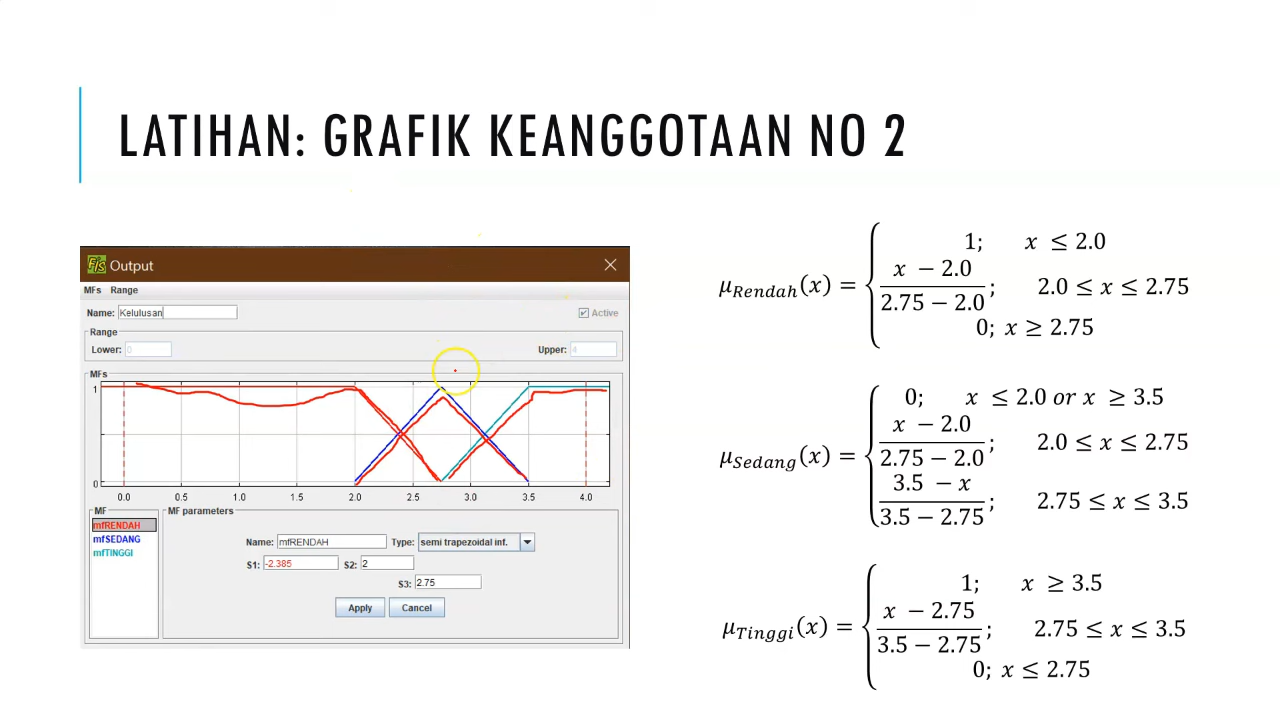 LATIHAN: GRAFIK KEANGGOTAAN NO 2
Fis Output
MFs Range
Name: Kelulusan Active
Range
Lower: 0 Upper: 4
MFs
1
0
0.0 0.5 1.0 1.5 2.0 2.5 3.0 3.5 4.0
MF
mfRENDAH
mfSEDANG
mfTINGGI
MF parameters
Name: mfRENDAH Type: semi trapezoidal inf.
S1: -2.385 S2: 2
S3: 2.75
Apply Cancel
1; x ≤ 2.0
μRendah(x) = { x − 2.0 / 2.75 − 2.0 ; 2.0 ≤ x ≤ 2.75
0; x ≥ 2.75
0; x ≤ 2.0 or x ≥ 3.5
μSedang(x) = { x − 2.0 / 2.75 − 2.0 ; 2.0 ≤ x ≤ 2.75
3.5 − x / 3.5 − 2.75 ; 2.75 ≤ x ≤ 3.5
1; x ≥ 3.5
μTinggi(x) = { x − 2.75 / 3.5 − 2.75 ; 2.75 ≤ x ≤ 3.5
0; x ≤ 2.75